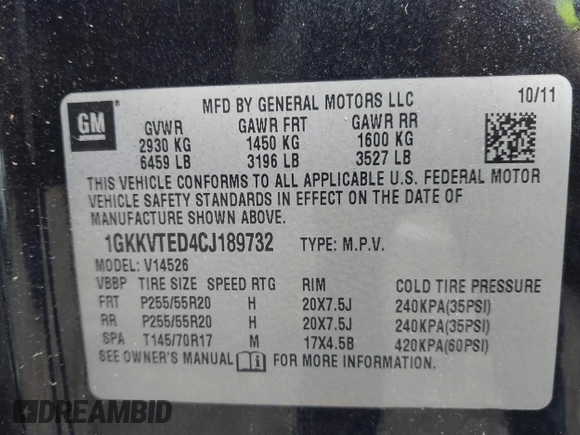 MFD BY GENERAL MOTORS LLC 10/11
GM
GVWR GAWR FRT GAWR RR
2930 KG 1450 KG 1600 KG
6459 LB 3196 LB 3527 LB
THIS VEHICLE CONFORMS TO ALL APPLICABLE U.S. FEDERAL MOTOR
VEHICLE SAFETY STANDARDS IN EFFECT ON THE DATE OF
MANUFACTURE SHOWN ABOVE.
1GKKVTED4CJ189732 TYPE: M.P.V.
MODEL: V14526
VBBP TIRE SIZE SPEED RTG RIM COLD TIRE PRESSURE
FRT P255/55R20 H 20X7.5J 240KPA(35PSI)
RR P255/55R20 H 20X7.5J 240KPA(35PSI)
SPA T145/70R17 M 17X4.5B 420KPA(60PSI)
SEE OWNER'S MANUAL FOR MORE INFORMATION.
DREAMBID